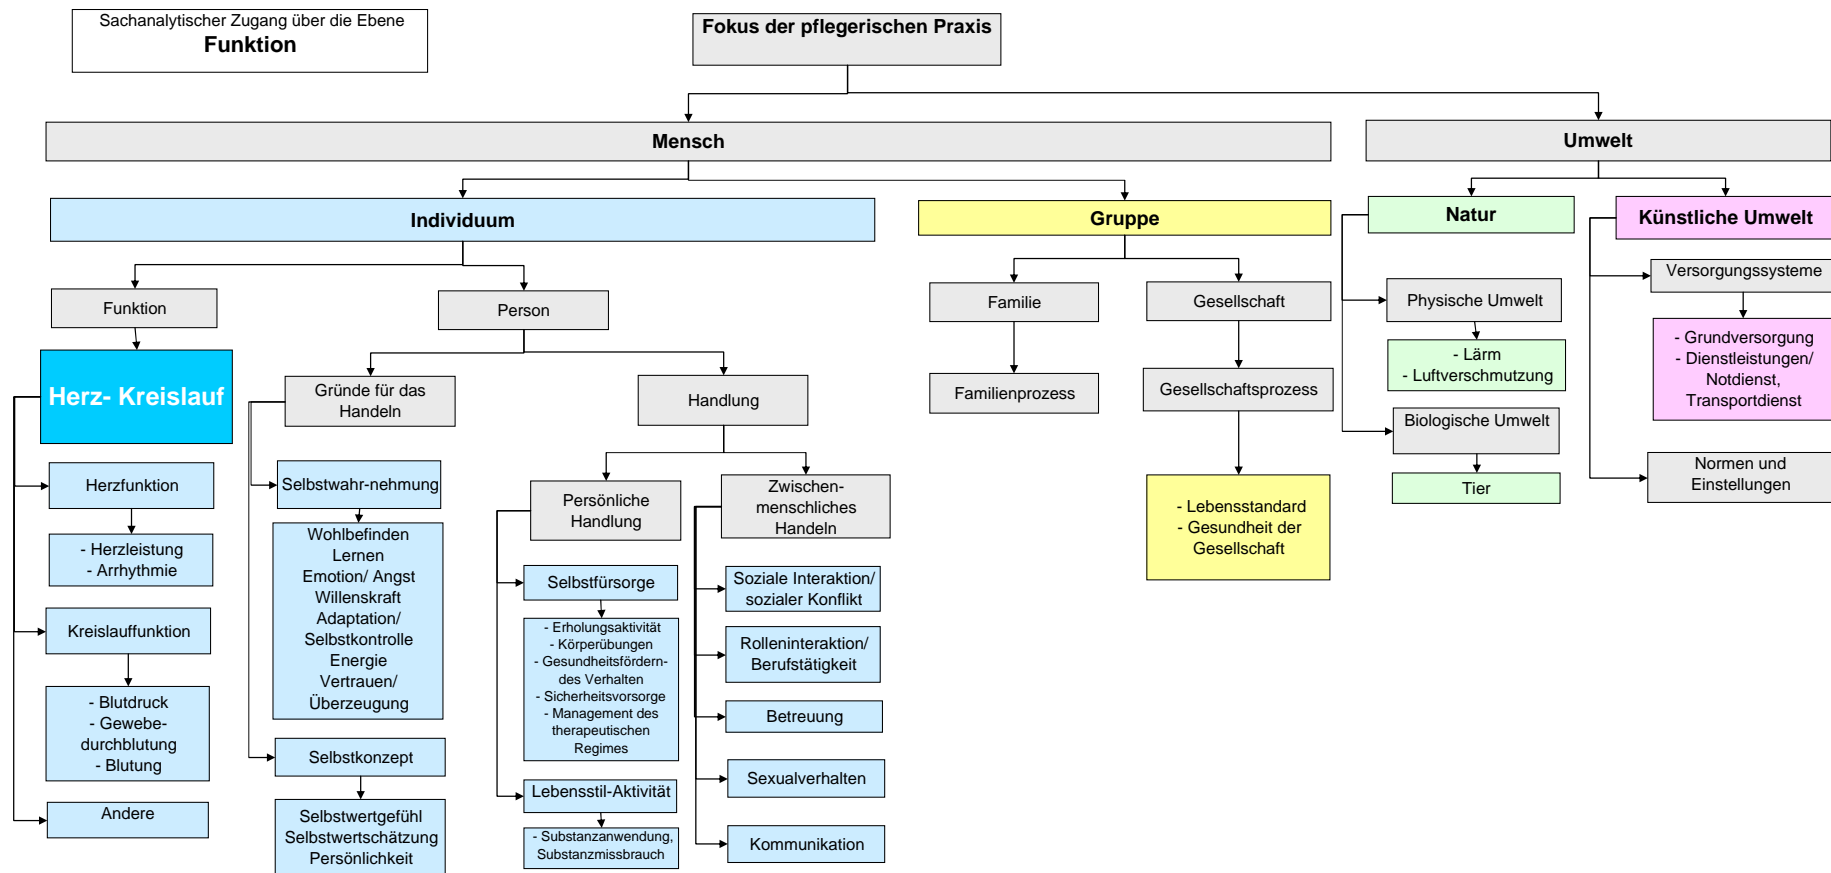 Sachanalytischer Zugang über die Ebene
Funktion
Fokus der pflegerischen Praxis
Mensch
Umwelt
Individuum
Gruppe
Natur
Künstliche Umwelt
Funktion
Person
Familie
Gesellschaft
Physische Umwelt
Versorgungssysteme
Herz- Kreislauf
Gründe für das
Handeln
Handlung
Familienprozess
Gesellschaftsprozess
- Lärm
- Luftverschmutzung
- Grundversorgung
- Dienstleistungen/
Notdienst,
Transportdienst
Biologische Umwelt
Herzfunktion
Selbstwahr-nehmung
Persönliche
Handlung
Zwischen-
menschliches
Handeln
- Lebensstandard
- Gesundheit der
Gesellschaft
Tier
Normen und
Einstellungen
- Herzleistung
- Arrhythmie
Wohlbefinden
Lernen
Emotion/ Angst
Willenskraft
Adaptation/
Selbstkontrolle
Energie
Vertrauen/
Überzeugung
Selbstfürsorge
Soziale Interaktion/
sozialer Konflikt
Kreislauffunktion
- Erholungsaktivität
- Körperübungen
- Gesundheitsfördern-
des Verhalten
- Sicherheitsvorsorge
- Management des
therapeutischen
Regimes
Rolleninteraktion/
Berufstätigkeit
- Blutdruck
- Gewebe-
durchblutung
- Blutung
Betreuung
Selbstkonzept
Sexualverhalten
Andere
Lebensstil-Aktivität
Selbstwertgefühl
Selbstwertschätzung
Persönlichkeit
- Substanzanwendung,
Substanzmissbrauch
Kommunikation